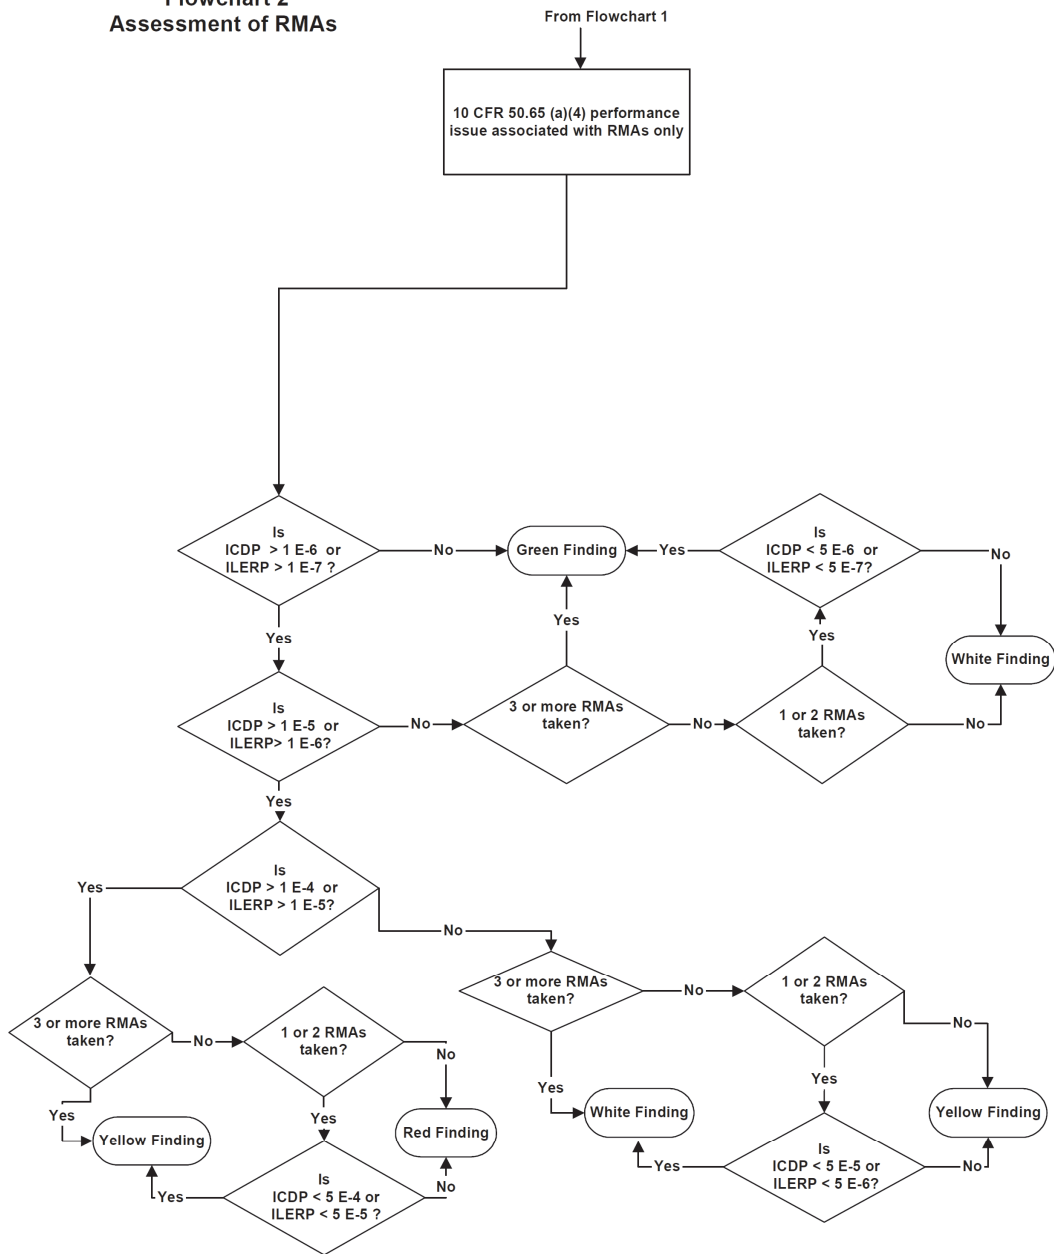 Flowchart 2
Assessment of RMAs
From Flowchart 1
10 CFR 50.65 (a)(4) performance
issue associated with RMAs only
Is
ICDP > 1 E-6 or
ILERP > 1 E-7 ?
No
Green Finding
Yes
Is
ICDP < 5 E-6 or
ILERP < 5 E-7?
No
Yes
Yes
Yes
White Finding
Is
ICDP > 1 E-5 or
ILERP> 1 E-6?
No
3 or more RMAs
taken?
No
1 or 2 RMAs
taken?
No
Yes
Is
ICDP > 1 E-4 or
ILERP > 1 E-5?
Yes
No
3 or more RMAs
taken?
No
1 or 2 RMAs
taken?
No
3 or more RMAs
taken?
No
1 or 2 RMAs
taken?
No
Yes
Yes
Yes
Yes
Yellow Finding
Red Finding
White Finding
Yellow Finding
Is
ICDP < 5 E-4 or
ILERP < 5 E-5 ?
Yes
No
Is
ICDP < 5 E-5 or
ILERP < 5 E-6?
Yes
No